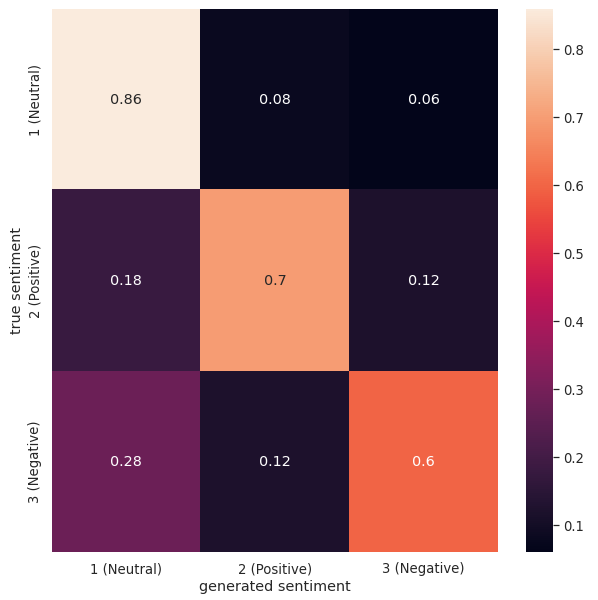 true sentiment
1 (Neutral)
2 (Positive)
3 (Negative)
0.86 0.08 0.06
0.18 0.7 0.12
0.28 0.12 0.6
1 (Neutral) 2 (Positive) 3 (Negative)
generated sentiment
0.8
0.7
0.6
0.5
0.4
0.3
0.2
0.1